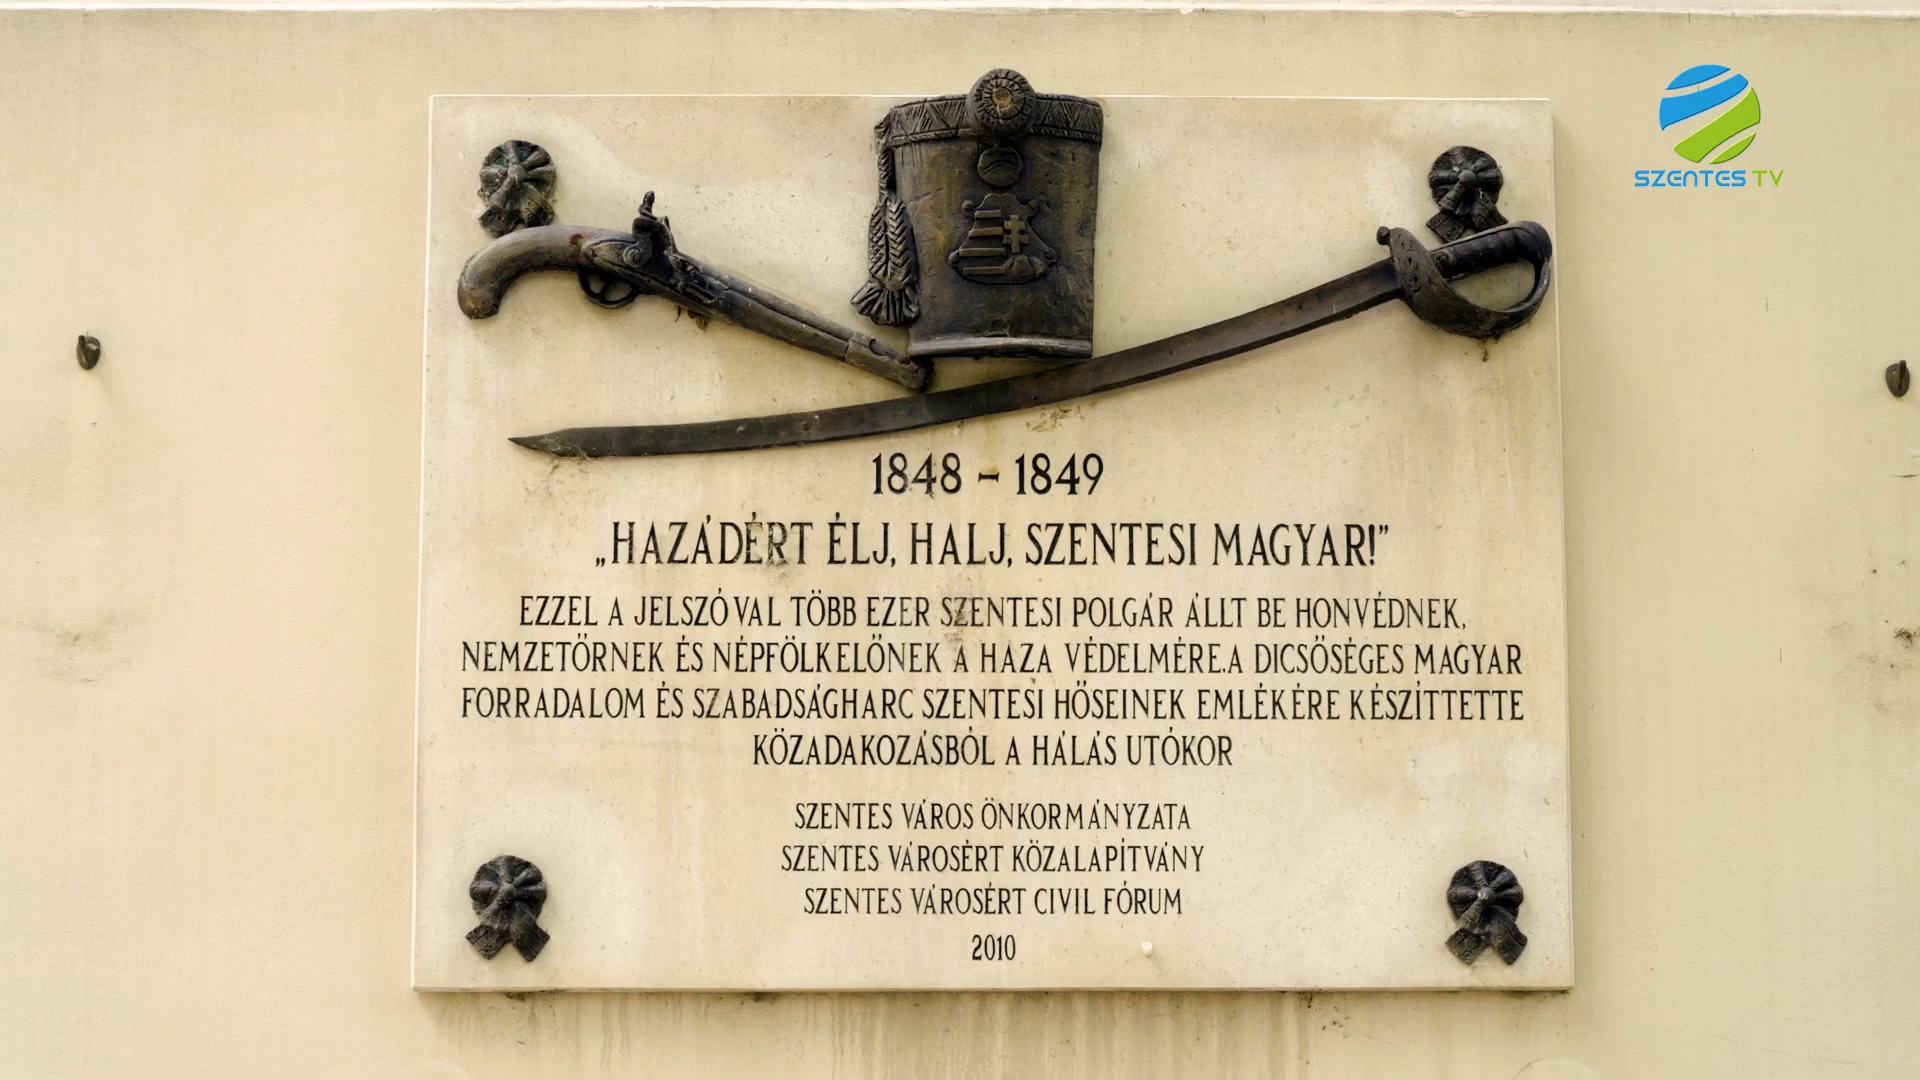 SZENTES TV
1848 – 1849
„HAZÁDÉRT ÉLJ, HALJ, SZENTESI MAGYAR!”
EZZEL A JELSZÓVAL TÖBB EZER SZENTESI POLGÁR ÁLLT BE HONVÉDNEK,
NEMZETŐRNEK ÉS NÉPFÖLKELŐNEK A HAZA VÉDELMÉRE.A DICSŐSÉGES MAGYAR
FORRADALOM ÉS SZABADSÁGHARC SZENTESI HŐSEINEK EMLÉKÉRE KÉSZÍTTETTE
KÖZADAKOZÁSBÓL A HÁLÁS UTÓKOR
SZENTES VÁROS ÖNKORMÁNYZATA
SZENTES VÁROSÉRT KÖZALAPÍTVÁNY
SZENTES VÁROSÉRT CIVIL FÓRUM
2010